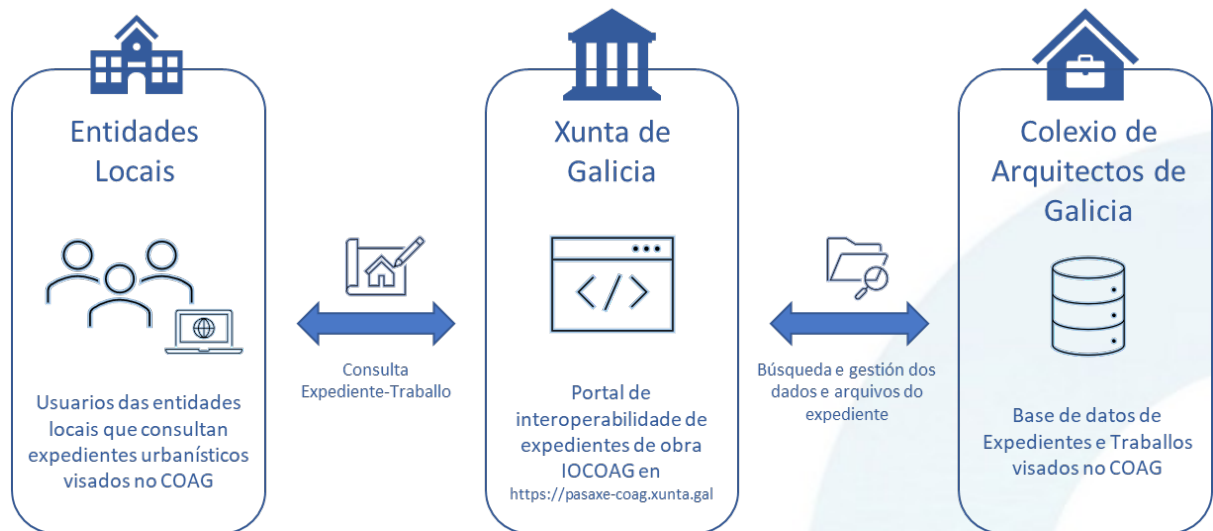 Entidades
Locais
Usuarios das entidades
locais que consultan
expedientes urbanísticos
visados no COAG
Consulta
Expediente-Traballo
Xunta de
Galicia
</>
Portal de
interoperabilidade de
expedientes de obra
IOCOAG en
https://pasaxe-coag.xunta.gal
Búsqueda e gestión dos
dados e arquivos do
expediente
Colexio de
Arquitectos de
Galicia
Base de datos de
Expedientes e Traballos
visados no COAG